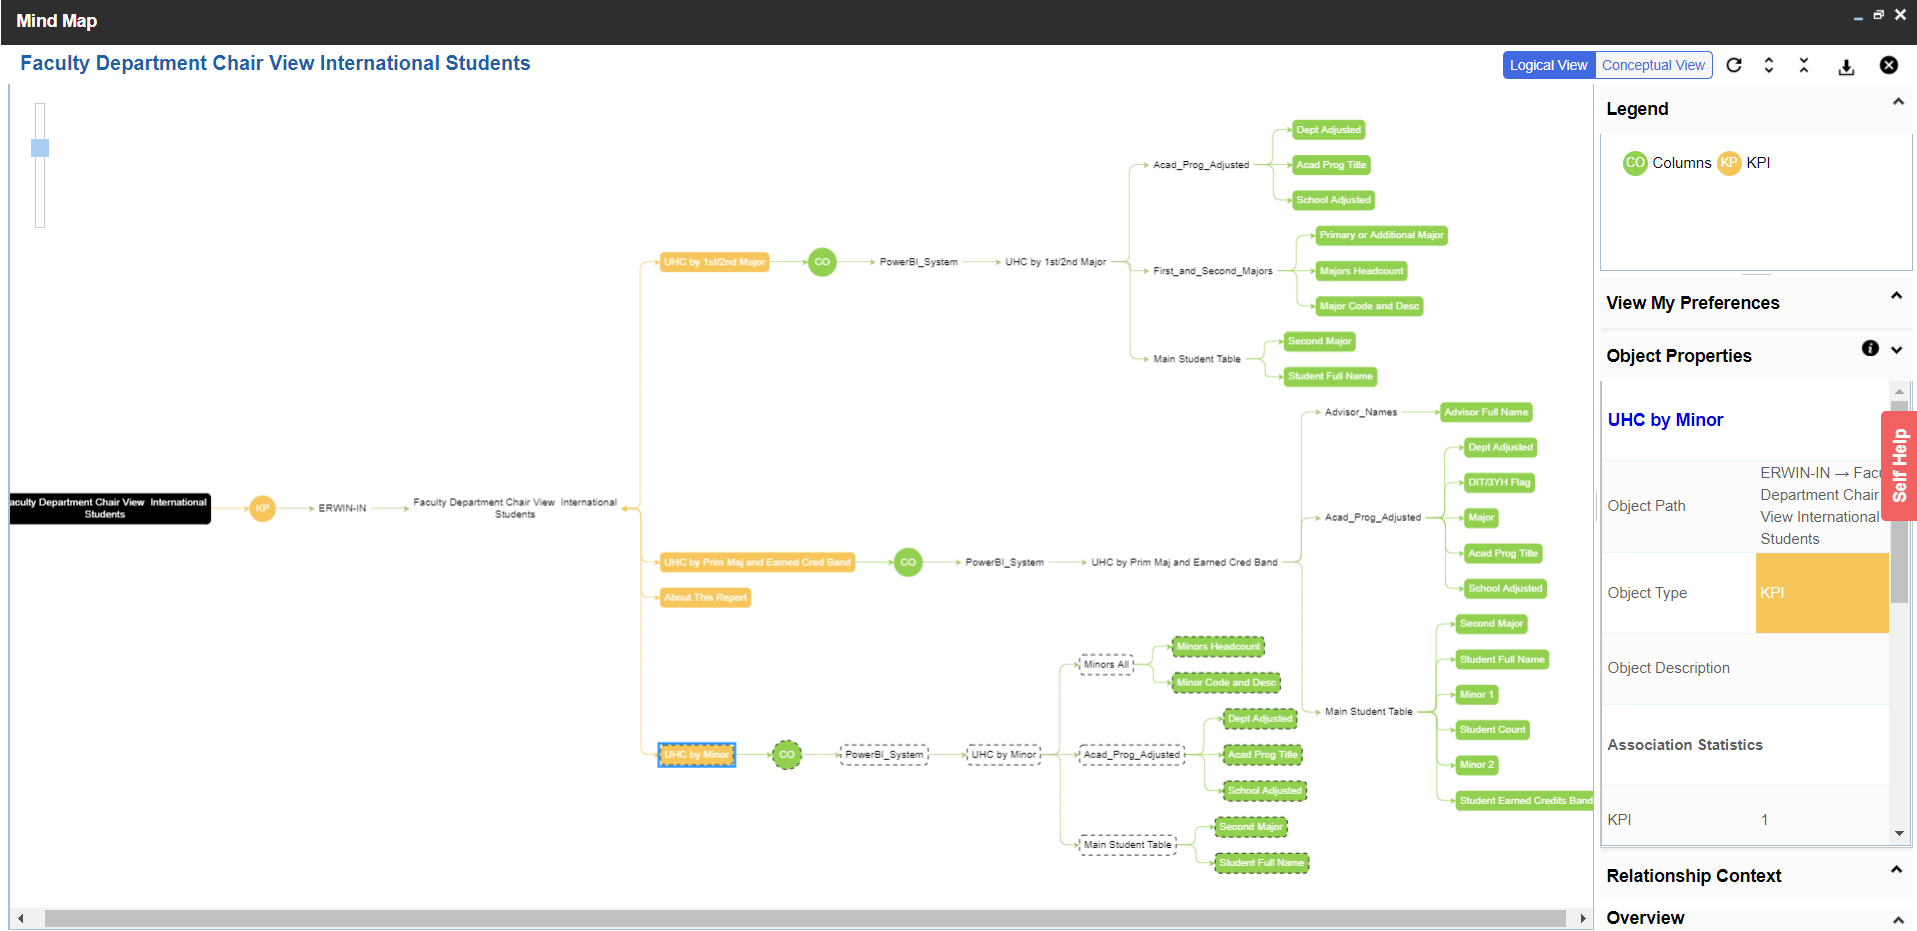 Mind Map
Faculty Department Chair View International Students
Logical View
Conceptual View
Legend
CO Columns KP KPI
View My Preferences
Object Properties
UHC by Minor
Object Path
ERWIN-IN → Facu
Department Chair
View International
Students
Object Type
KPI
Object Description
Association Statistics
KPI
1
Relationship Context
Overview
Self Help
aculty Department Chair View International
Students
KP
ERWIN-IN
Faculty Department Chair View International
Students
UHC by 1st/2nd Major
CO
PowerBI_System
UHC by 1st/2nd Major
Acad_Prog_Adjusted
Dept Adjusted
Acad Prog Title
School Adjusted
First_and_Second_Majors
Primary or Additional Major
Majors Headcount
Major Code and Desc
Main Student Table
Second Major
Student Full Name
UHC by Prim Maj and Earned Cred Band
CO
PowerBI_System
UHC by Prim Maj and Earned Cred Band
Advisor_Names
Advisor Full Name
Acad_Prog_Adjusted
Dept Adjusted
DIT/3YH Flag
Major
Acad Prog Title
School Adjusted
Main Student Table
Second Major
Student Full Name
Minor 1
Student Count
Minor 2
Student Earned Credits Band
About This Report
UHC by Minor
CO
PowerBI_System
UHC by Minor
Minors All
Minors Headcount
Minor Code and Desc
Acad_Prog_Adjusted
Dept Adjusted
Acad Prog Title
School Adjusted
Main Student Table
Second Major
Student Full Name